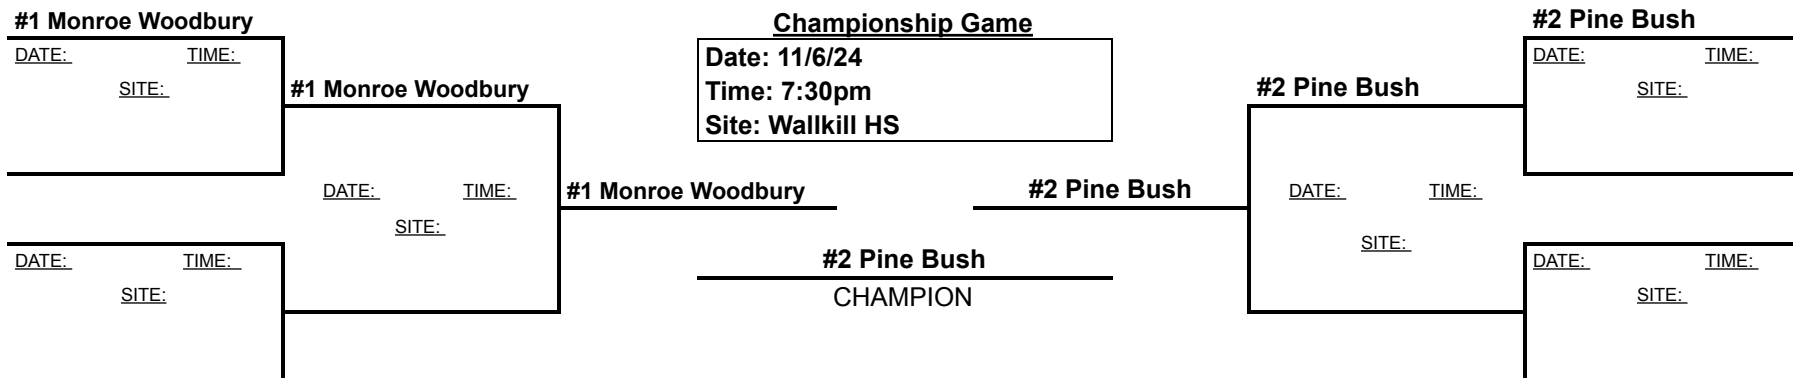 #1 Monroe Woodbury
DATE: TIME:
SITE:
#1 Monroe Woodbury
DATE: TIME:
SITE:
#1 Monroe Woodbury
DATE: TIME:
SITE:
Championship Game
Date: 11/6/24
Time: 7:30pm
Site: Wallkill HS
#2 Pine Bush
CHAMPION
#2 Pine Bush
#2 Pine Bush
DATE: TIME:
SITE:
#2 Pine Bush
DATE: TIME:
SITE:
DATE: TIME:
SITE: